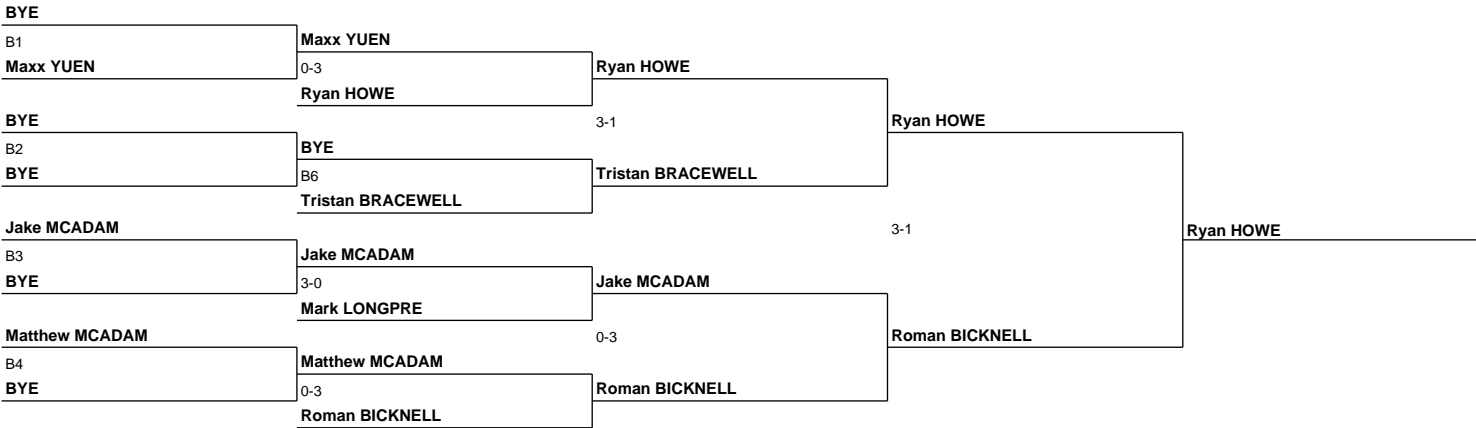 BYE
B1
Maxx YUEN
Maxx YUEN
0-3
Ryan HOWE
Ryan HOWE
BYE
B2
BYE
BYE
B6
Tristan BRACEWELL
3-1
Tristan BRACEWELL
Ryan HOWE
Jake MCADAM
B3
BYE
Jake MCADAM
3-0
Mark LONGPRE
Jake MCADAM
Matthew MCADAM
B4
BYE
Matthew MCADAM
0-3
Roman BICKNELL
0-3
Roman BICKNELL
Roman BICKNELL
3-1
Ryan HOWE